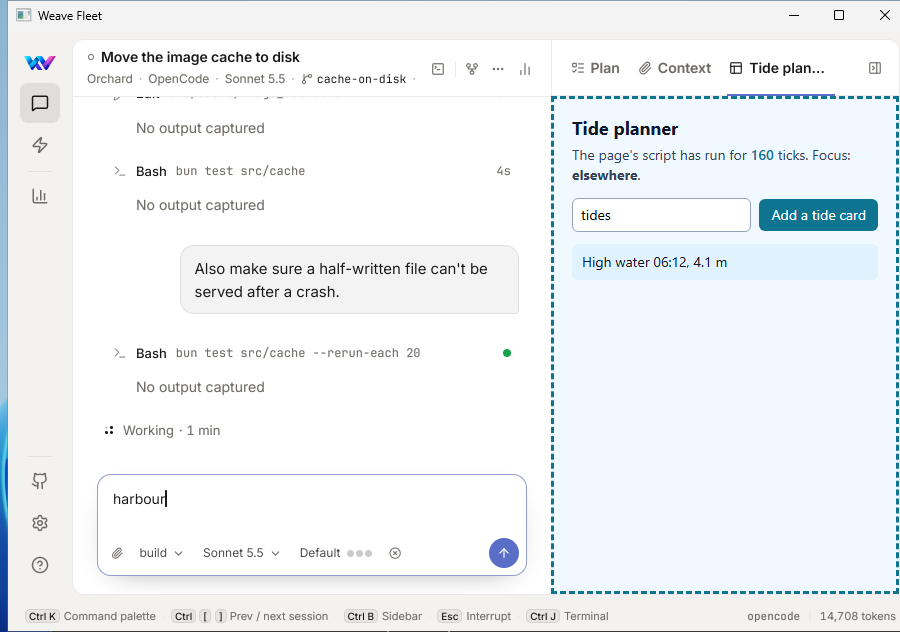 Weave Fleet
Move the image cache to disk
Orchard · OpenCode · Sonnet 5.5 · cache-on-disk ·
No output captured
Bash bun test src/cache 4s
No output captured
Also make sure a half-written file can't be
served after a crash.
Bash bun test src/cache --rerun-each 20
No output captured
Working · 1 min
harbour
build Sonnet 5.5 Default
Plan Context Tide plan...
Tide planner
The page's script has run for 160 ticks. Focus:
elsewhere.
tides Add a tide card
High water 06:12, 4.1 m
Ctrl K Command palette Ctrl [ ] Prev / next session Ctrl B Sidebar Esc Interrupt Ctrl J Terminal opencode 14,708 tokens